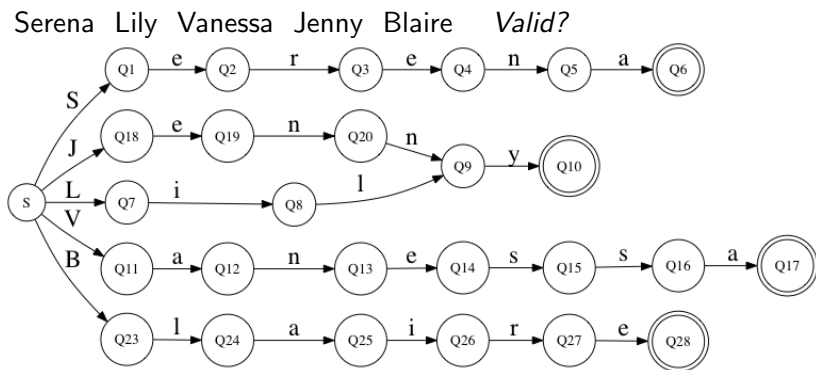 Serena Lily Vanessa Jenny Blaire Valid?
S Q1 e Q2 r Q3 e Q4 n Q5 a Q6
J Q18 e Q19 n Q20 n Q9 y Q10
S L Q7 i Q8 l
V Q11 a Q12 n Q13 e Q14 s Q15 s Q16 a Q17
B Q23 l Q24 a Q25 i Q26 r Q27 e Q28